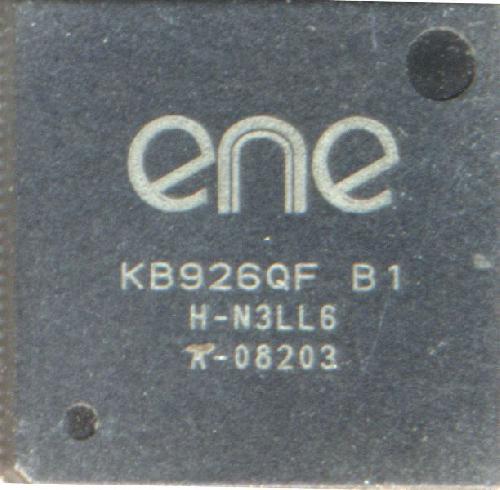 ene
KB926QF B1
H-N3LL6
π-08203